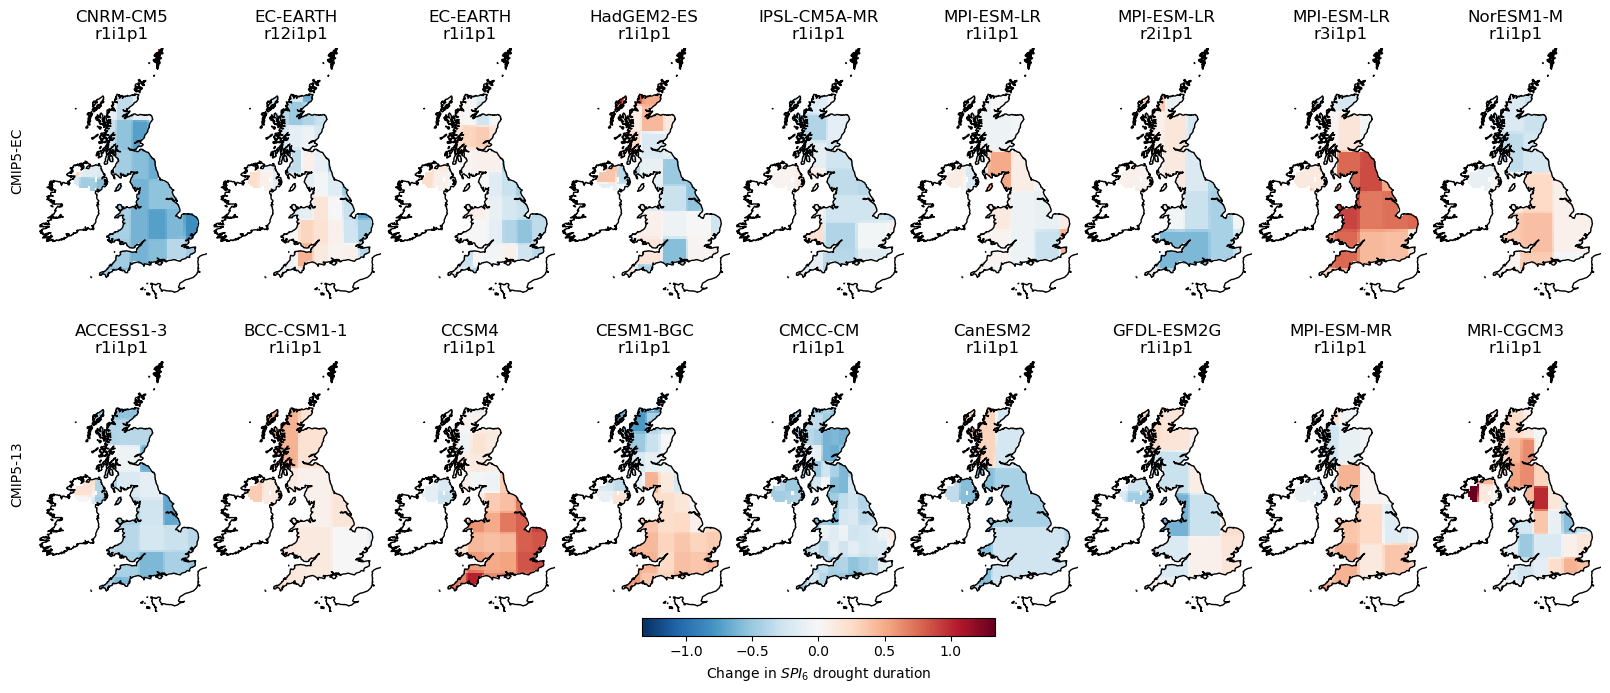 CNRM-CM5 EC-EARTH EC-EARTH HadGEM2-ES IPSL-CM5A-MR MPI-ESM-LR MPI-ESM-LR MPI-ESM-LR NorESM1-M
r1i1p1 r12i1p1 r1i1p1 r1i1p1 r1i1p1 r1i1p1 r2i1p1 r3i1p1 r1i1p1
CMIP5-EC
ACCESS1-3 BCC-CSM1-1 CCSM4 CESM1-BGC CMCC-CM CanESM2 GFDL-ESM2G MPI-ESM-MR MRI-CGCM3
r1i1p1 r1i1p1 r1i1p1 r1i1p1 r1i1p1 r1i1p1 r1i1p1 r1i1p1 r1i1p1
CMIP5-13
−1.0 −0.5 0.0 0.5 1.0
Change in SPI₆ drought duration